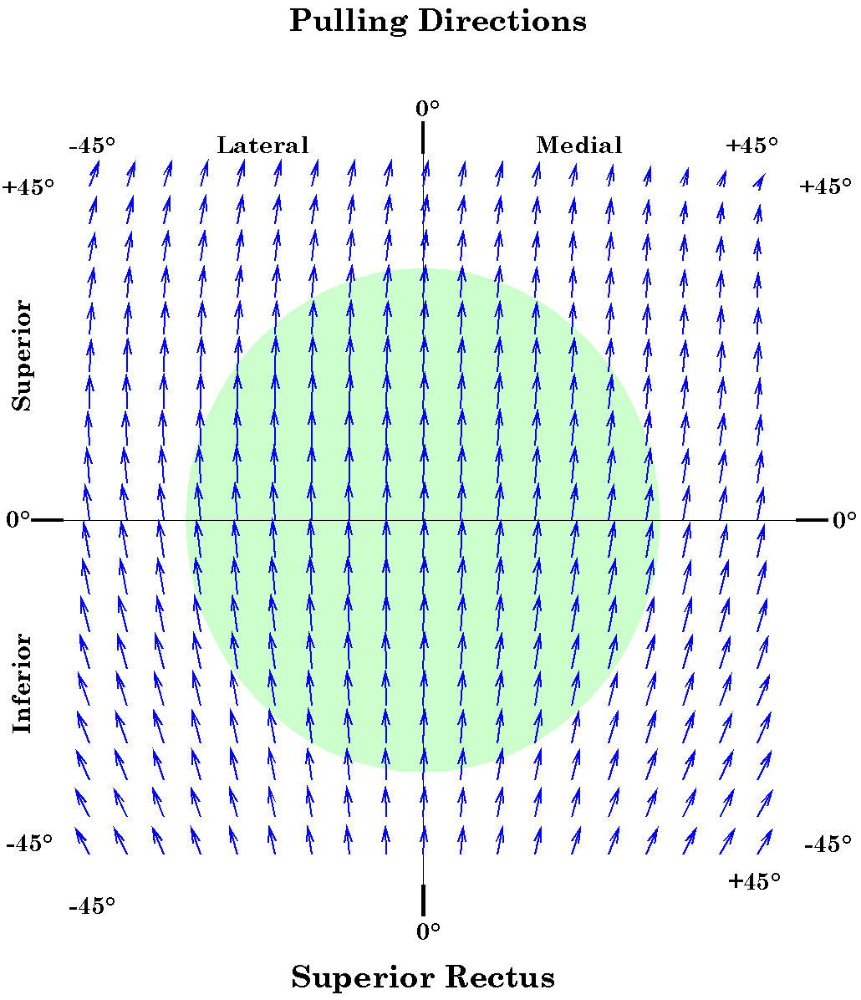 Pulling Directions
0°
-45° Lateral Medial +45°
+45° +45°
Superior
0° 0°
Inferior
-45° -45°
-45° +45°
0°
Superior Rectus